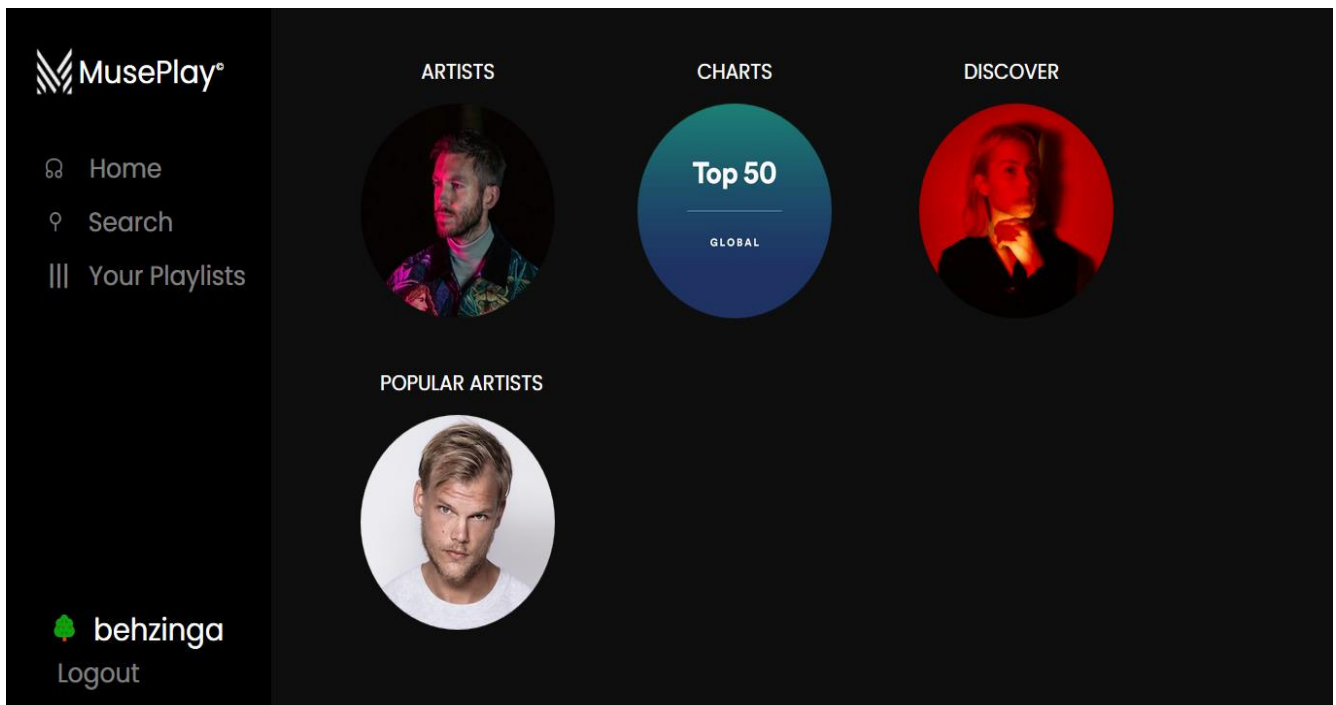 MusePlay©
Home
Search
Your Playlists
behzinga
Logout
ARTISTS
CHARTS
DISCOVER
Top 50
GLOBAL
POPULAR ARTISTS